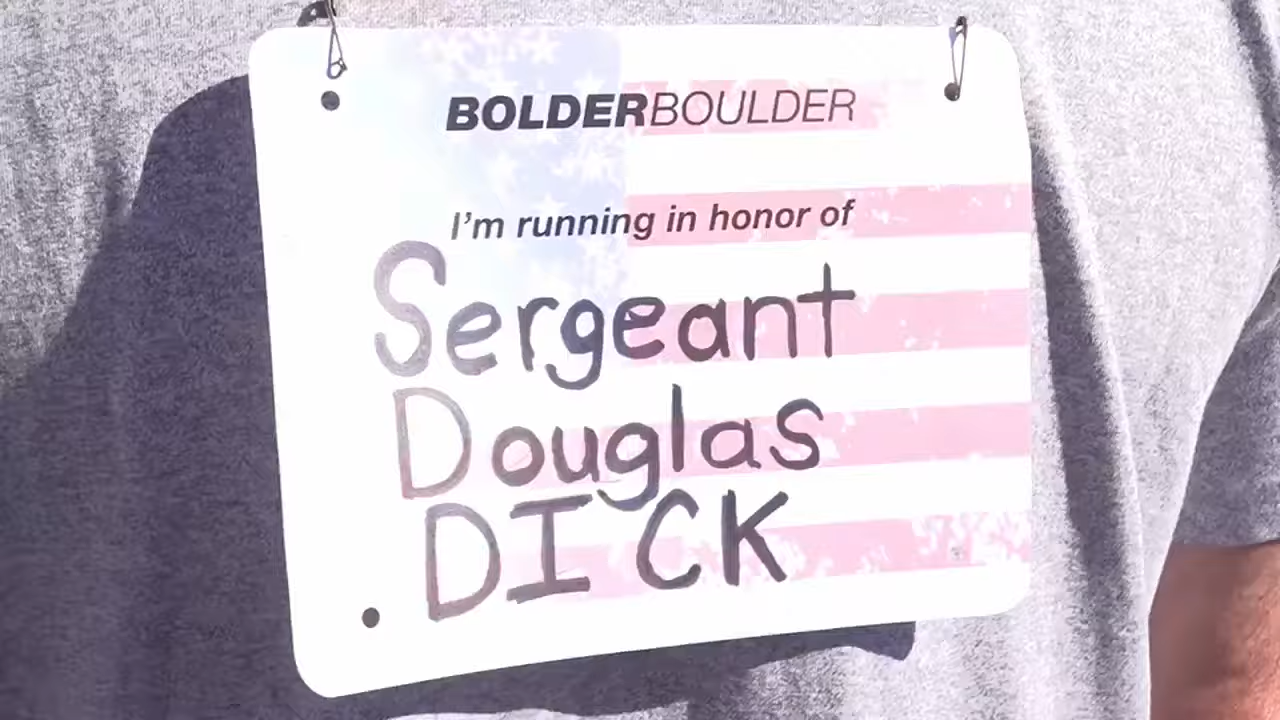 BOLDERBOULDER
I'm running in honor of
Sergeant
Douglas
DICK